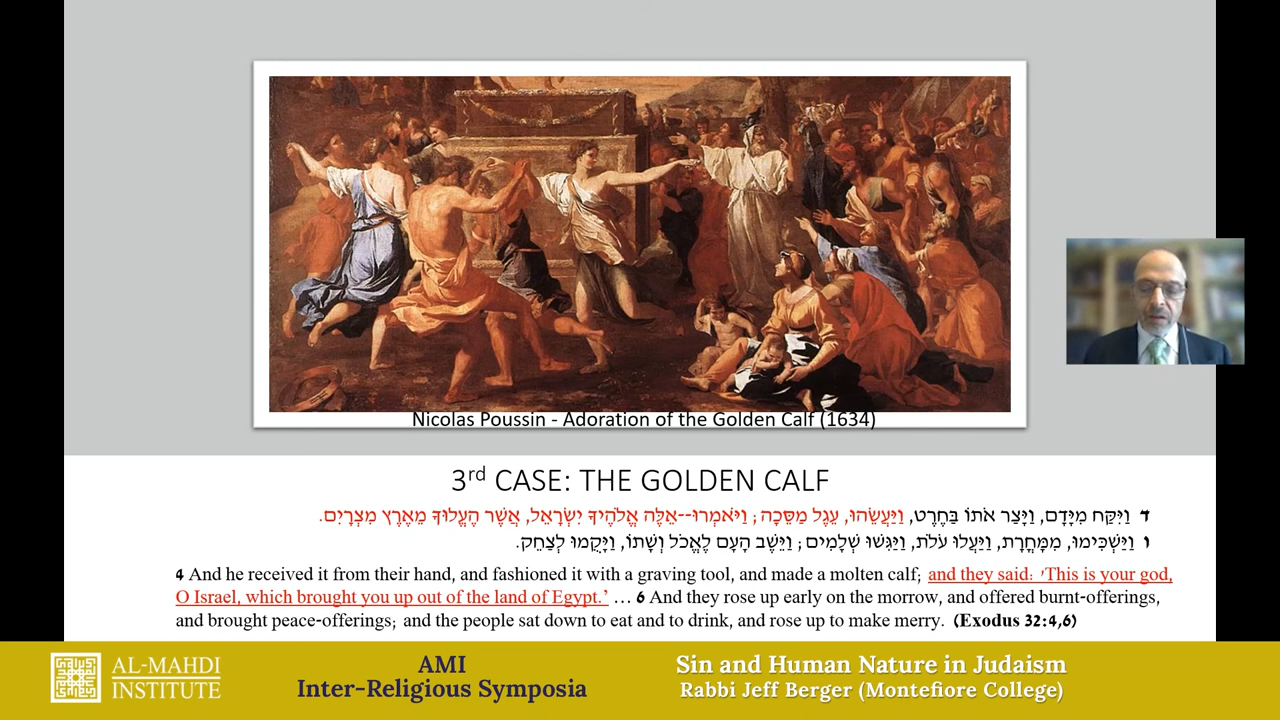 Nicolas Poussin - Adoration of the Golden Calf (1634)
3rd CASE: THE GOLDEN CALF
ד וַיִּקַּח מִיָּדָם, וַיָּצַר אֹתוֹ בַּחֶרֶט, וַיַּעֲשֵׂהוּ, עֵגֶל מַסֵּכָה; וַיֹּאמְרוּ--אֵלֶּה אֱלֹהֶיךָ יִשְׂרָאֵל, אֲשֶׁר הֶעֱלוּךָ מֵאֶרֶץ מִצְרָיִם.
ו וַיַּשְׁכִּימוּ, מִמָּחֳרָת, וַיַּעֲלוּ עֹלֹת, וַיַּגִּשׁוּ שְׁלָמִים; וַיֵּשֶׁב הָעָם לֶאֱכֹל וְשָׁתוֹ, וַיָּקֻמוּ לְצַחֵק.
4 And he received it from their hand, and fashioned it with a graving tool, and made a molten calf; and they said: 'This is your god,
O Israel, which brought you up out of the land of Egypt.' … 6 And they rose up early on the morrow, and offered burnt-offerings,
and brought peace-offerings; and the people sat down to eat and to drink, and rose up to make merry. (Exodus 32:4,6)
AL-MAHDI
INSTITUTE
AMI
Inter-Religious Symposia
Sin and Human Nature in Judaism
Rabbi Jeff Berger (Montefiore College)